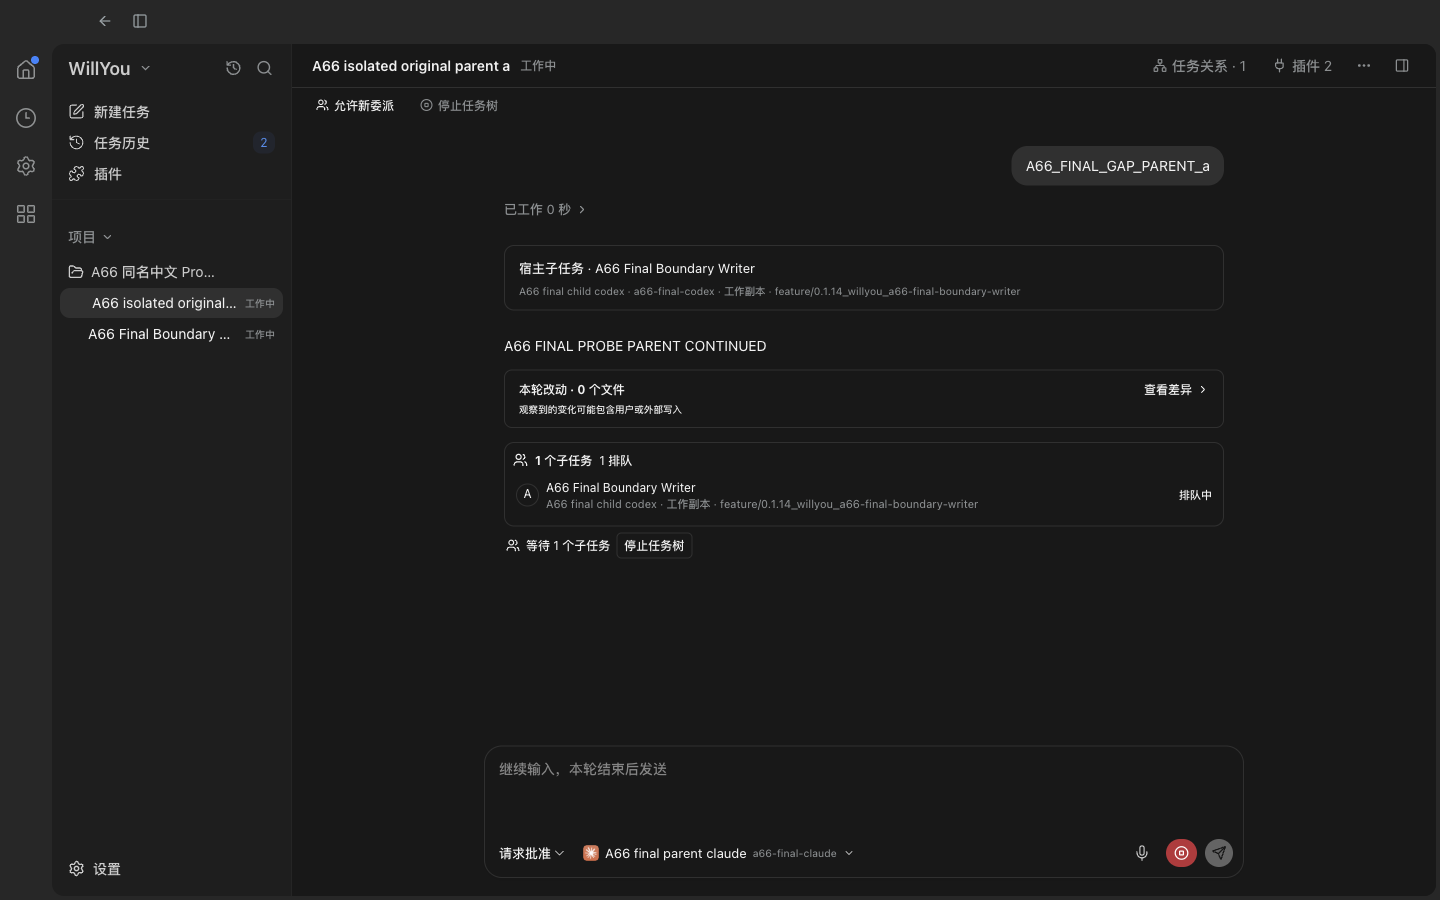 WillYou
新建任务
任务历史
2
插件
项目
A66 同名中文 Pro...
A66 isolated original... 工作中
A66 Final Boundary ... 工作中
设置
A66 isolated original parent a 工作中
任务关系 · 1
插件 2
允许新委派
停止任务树
A66_FINAL_GAP_PARENT_a
已工作 0 秒
宿主子任务 · A66 Final Boundary Writer
A66 final child codex · a66-final-codex · 工作副本 · feature/0.1.14_willyou_a66-final-boundary-writer
A66 FINAL PROBE PARENT CONTINUED
本轮改动 · 0 个文件
查看差异
观察到的变化可能包含用户或外部写入
1 个子任务 1 排队
A
A66 Final Boundary Writer
A66 final child codex · 工作副本 · feature/0.1.14_willyou_a66-final-boundary-writer
排队中
等待 1 个子任务
停止任务树
继续输入，本轮结束后发送
请求批准
A66 final parent claude a66-final-claude